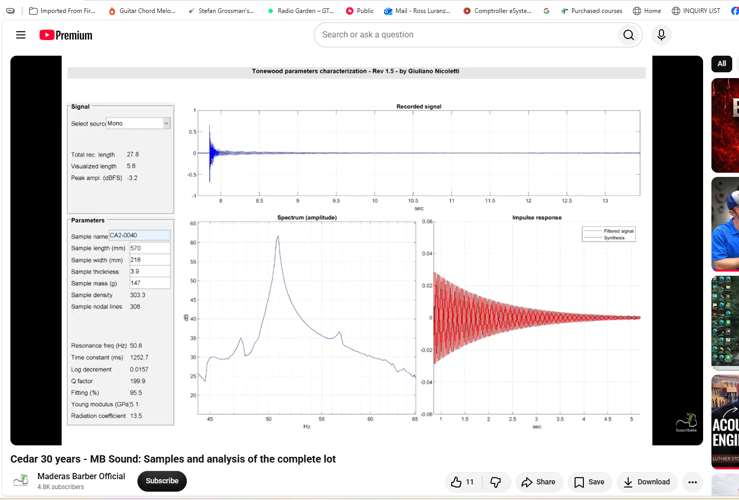 Imported From Fir...
Guitar Chord Melo...
Stefan Grossman's...
Radio Garden – GT...
Public
Mail - Ross Luranz...
Comptroller eSyste...
Purchased courses
Home
INQUIRY LIST
Premium
Search or ask a question
All
Tonewood parameters characterization - Rev 1.5 - by Giuliano Nicoletti
Signal
Select sourc Mono
Total rec. length 27.8
Visualized length 5.6
Peak ampl. (dBFS) -3.2
Recorded signal
1
0.5
0
-0.5
-1
8 8.5 9 9.5 10 10.5 11 11.5 12 12.5 13
sec
Parameters
Sample name CA2-0040
Sample length (mm) 570
Sample width (mm) 218
Sample thickness 3.9
Sample mass (g) 147
Sample density 303.3
Sample nodal lines 308
Resonance freq (Hz) 50.8
Time constant (ms) 1252.7
Log decrement 0.0157
Q factor 199.9
Fitting (%) 95.5
Young modulus (GPa) 5.1
Radiation coefficient 13.5
Spectrum (amplitude)
65
60
55
50
45
40
35
30
25
20
dB
45 50 55 60 65
Hz
Impulse response
Filtered signal
Synthesis
0.06
0.04
0.02
0
-0.02
-0.04
-0.06
1 1.5 2 2.5 3 3.5 4 4.5 5
sec
Cedar 30 years - MB Sound: Samples and analysis of the complete lot
Maderas Barber Official
4.8K subscribers
Subscribe
11
Share
Save
Download
ACOU
ENGINE